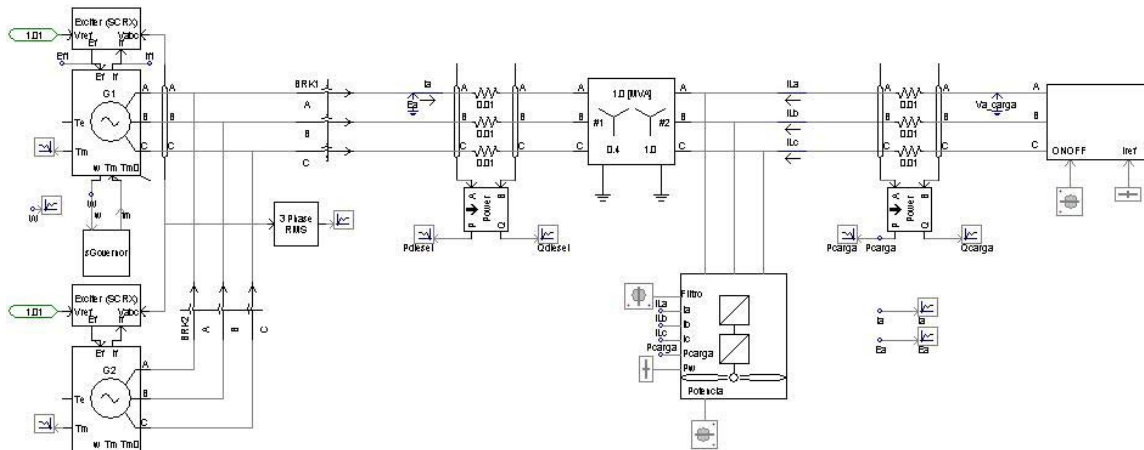 Exciter (SCRX)
1.01
Vref
Vabc
Ef
If
Ef1
If1
Ef If
G1
Te
Tm
w Tm Tm0
A
B
C
A
B
C
BRK1
A
B
C
Ia
Ea
A
B
C
0.01
0.01
0.01
A
B
C
1.0 [MVA]
#1
#2
0.4
1.0
A
B
C
ILa
ILb
ILc
A
B
C
0.01
0.01
0.01
Va_carga
A
B
C
ONOFF
Iref
A
B
Power
P
Q
Pdiesel
Qdiesel
A
B
Power
P
Q
Pcarga
Pcarga
Qcarga
W
W
w
Tm
sGovernor
3 Phase
RMS
Exciter (SCRX)
1.01
Vref
Vabc
Ef
If
Ef If
G2
Te
Tm
w Tm Tm0
A
B
C
BRK2
A
B
C
Filtro
ILa
Ia
ILb
Ib
ILc
Ic
Pcarga
Pcarga
Pw
Potencia
Ia
Ia
Ea
Ea